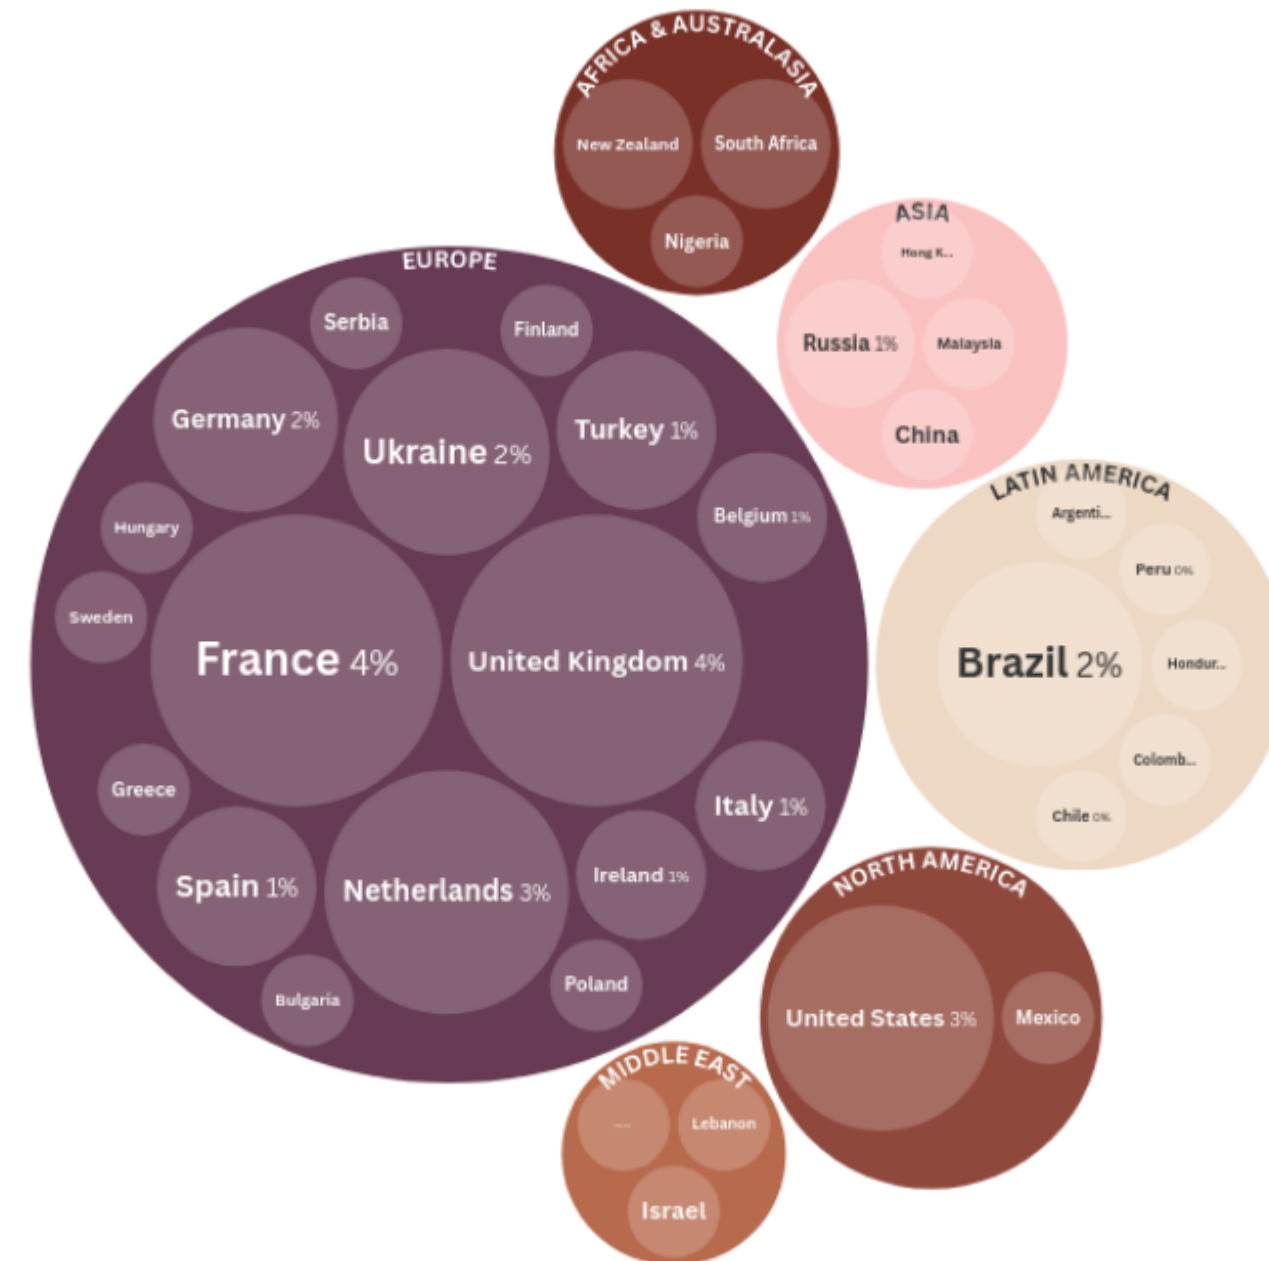 AFRICA & AUSTRALASIA
New Zealand
South Africa
Nigeria
ASIA
Hong K...
Russia 1%
Malaysia
China
EUROPE
Serbia
Finland
Germany 2%
Ukraine 2%
Turkey 1%
Belgium 1%
Hungary
Sweden
France 4%
United Kingdom 4%
Greece
Italy 1%
Spain 1%
Netherlands 3%
Ireland 1%
Bulgaria
Poland
LATIN AMERICA
Argenti...
Peru 0%
Brazil 2%
Hondur...
Colomb...
Chile 0%
NORTH AMERICA
United States 3%
Mexico
MIDDLE EAST
Lebanon
Israel